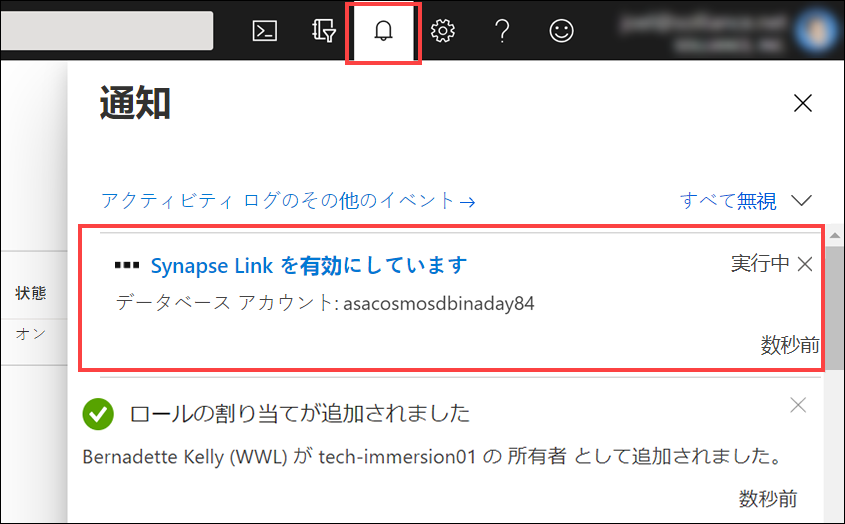 通知
アクティビティ ログのその他のイベント→ すべて無視
Synapse Link を有効にしています 実行中
データベース アカウント: asacosmosdbinaday84
数秒前
状態
オン
ロールの割り当てが追加されました
Bernadette Kelly (WWL) が tech-immersion01 の 所有者 として追加されました。
数秒前